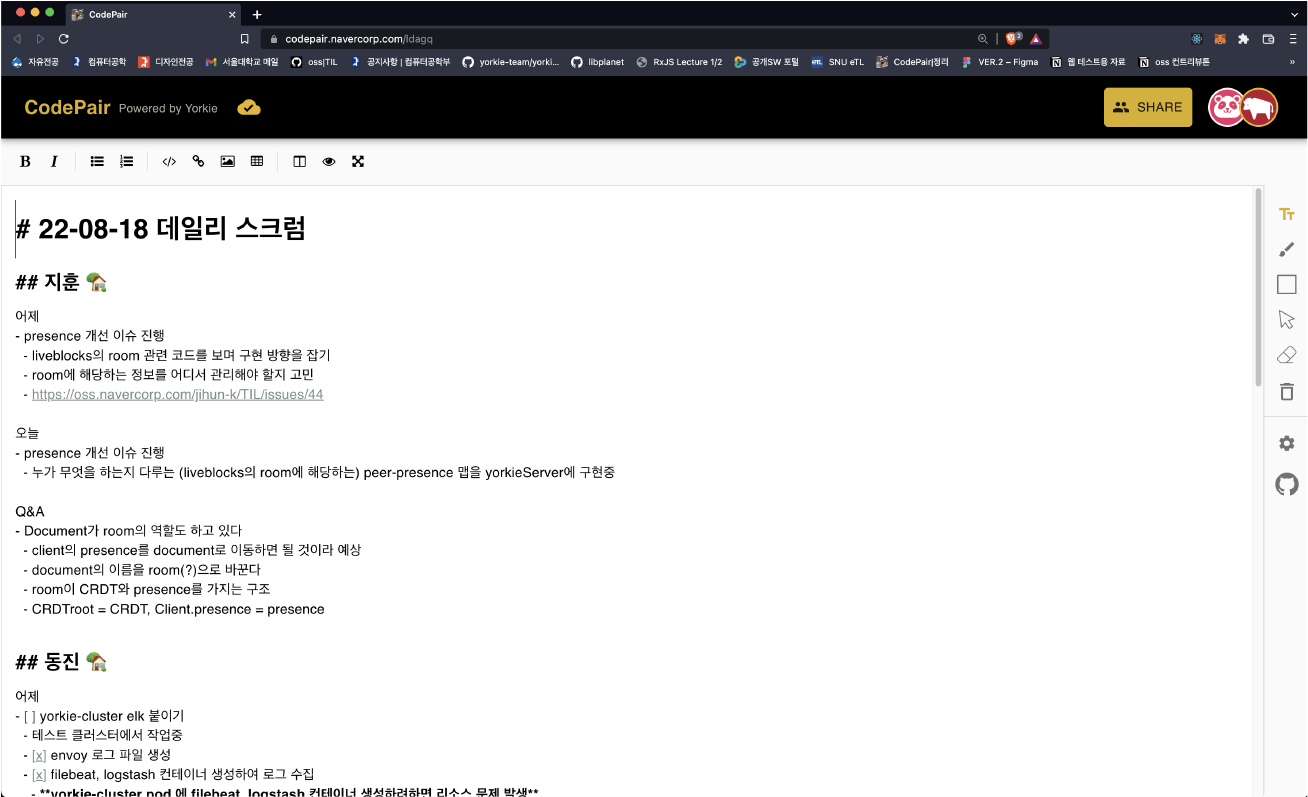 CodePair
codepair.navercorp.com/ldagq
2
자유전공 컴퓨터공학 디자인전공 서울대학교 메일 oss|TIL 공지사항 | 컴퓨터공학부 yorkie-team/yorki... libplanet RxJS Lecture 1/2 공개SW 포털 eTL SNU eTL CodePair|정리 VER.2 – Figma 웹 테스트용 자료 oss 컨트리뷰톤 »
CodePair Powered by Yorkie SHARE
B I
# 22-08-18 데일리 스크럼
Tт
## 지훈
어제
- presence 개선 이슈 진행
- liveblocks의 room 관련 코드를 보며 구현 방향을 잡기
- room에 해당하는 정보를 어디서 관리해야 할지 고민
- https://oss.navercorp.com/jihun-k/TIL/issues/44
오늘
- presence 개선 이슈 진행
- 누가 무엇을 하는지 다루는 (liveblocks의 room에 해당하는) peer-presence 맵을 yorkieServer에 구현중
Q&A
- Document가 room의 역할도 하고 있다
- client의 presence를 document로 이동하면 될 것이라 예상
- document의 이름을 room(?)으로 바꾼다
- room이 CRDT와 presence를 가지는 구조
- CRDTroot = CRDT, Client.presence = presence
## 동진
어제
- [ ] yorkie-cluster elk 붙이기
- 테스트 클러스터에서 작업중
- [x] envoy 로그 파일 생성
- [x] filebeat, logstash 컨테이너 생성하여 로그 수집
- **yorkie-cluster pod 에 filebeat, logstash 컨테이너 생성하려하면 리소스 문제 발생**